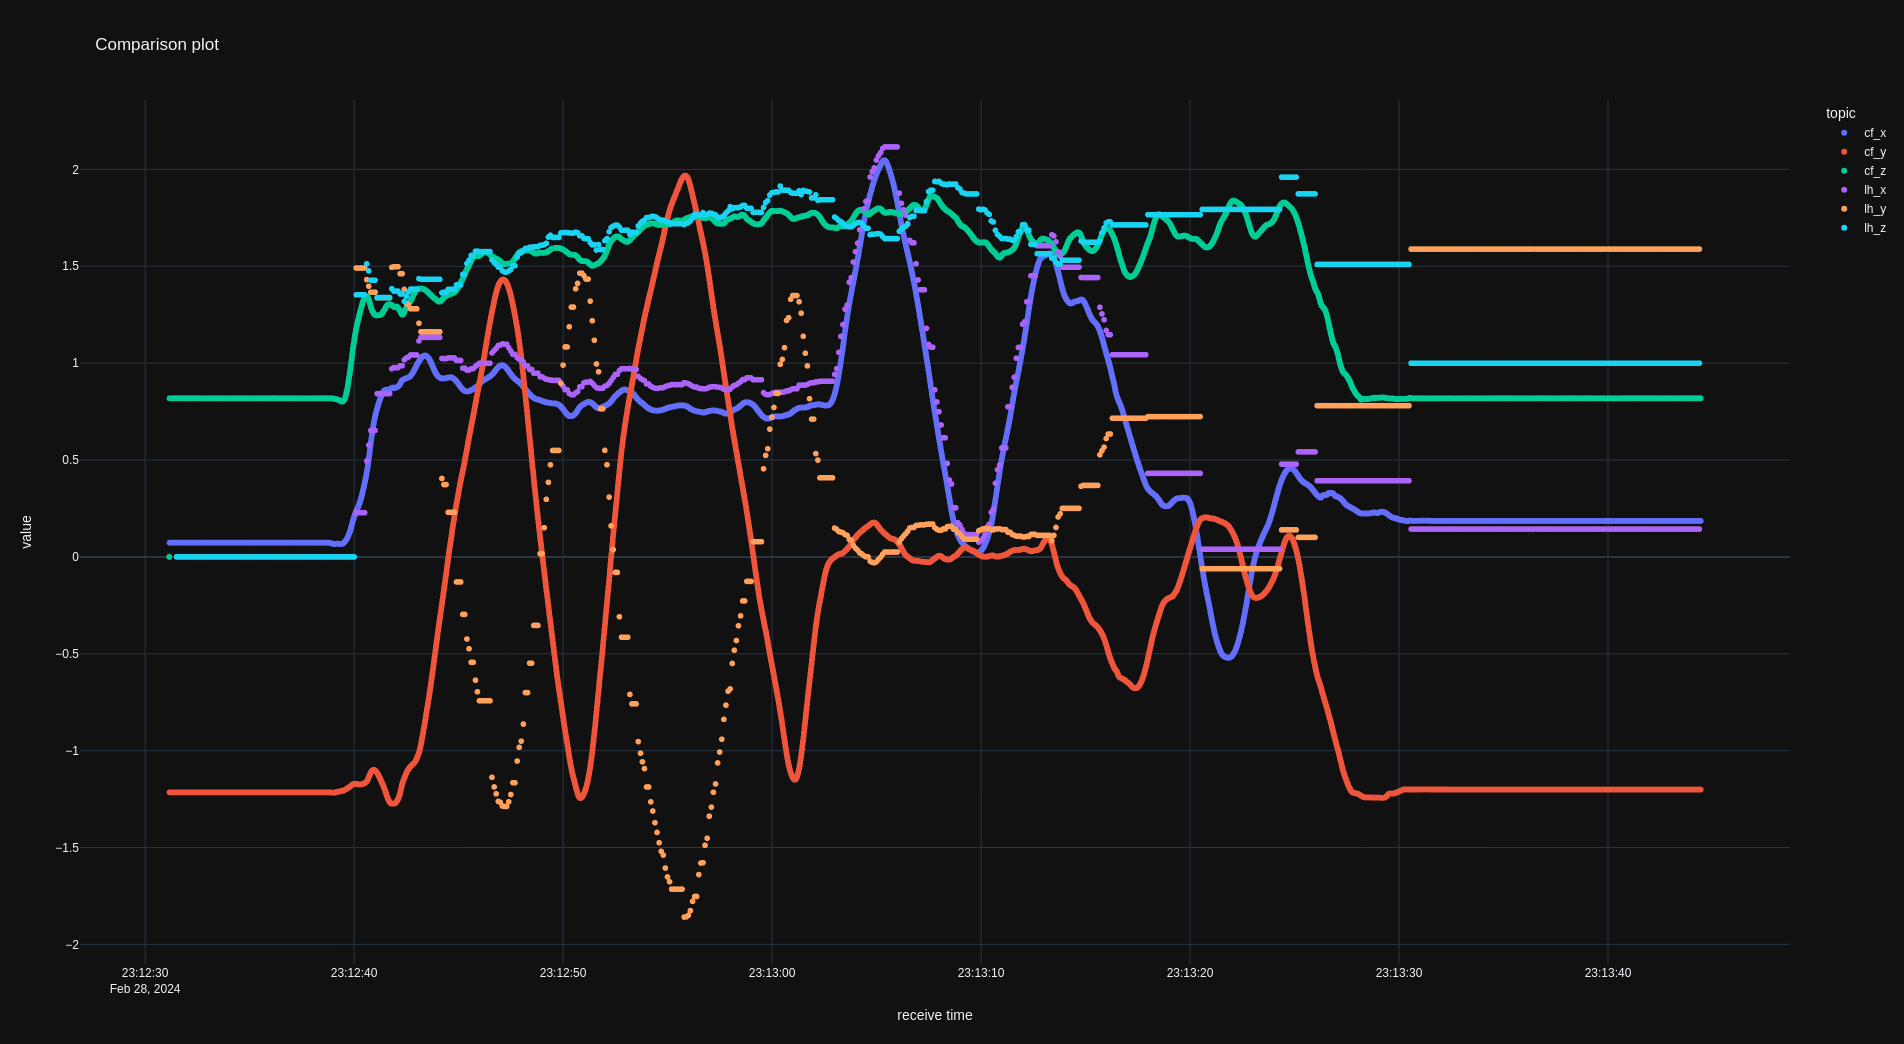 Comparison plot
topic
cf_x
cf_y
cf_z
lh_x
lh_y
lh_z
value
2
1.5
1
0.5
0
−0.5
−1
−1.5
−2
23:12:30
Feb 28, 2024
23:12:40
23:12:50
23:13:00
23:13:10
23:13:20
23:13:30
23:13:40
receive time